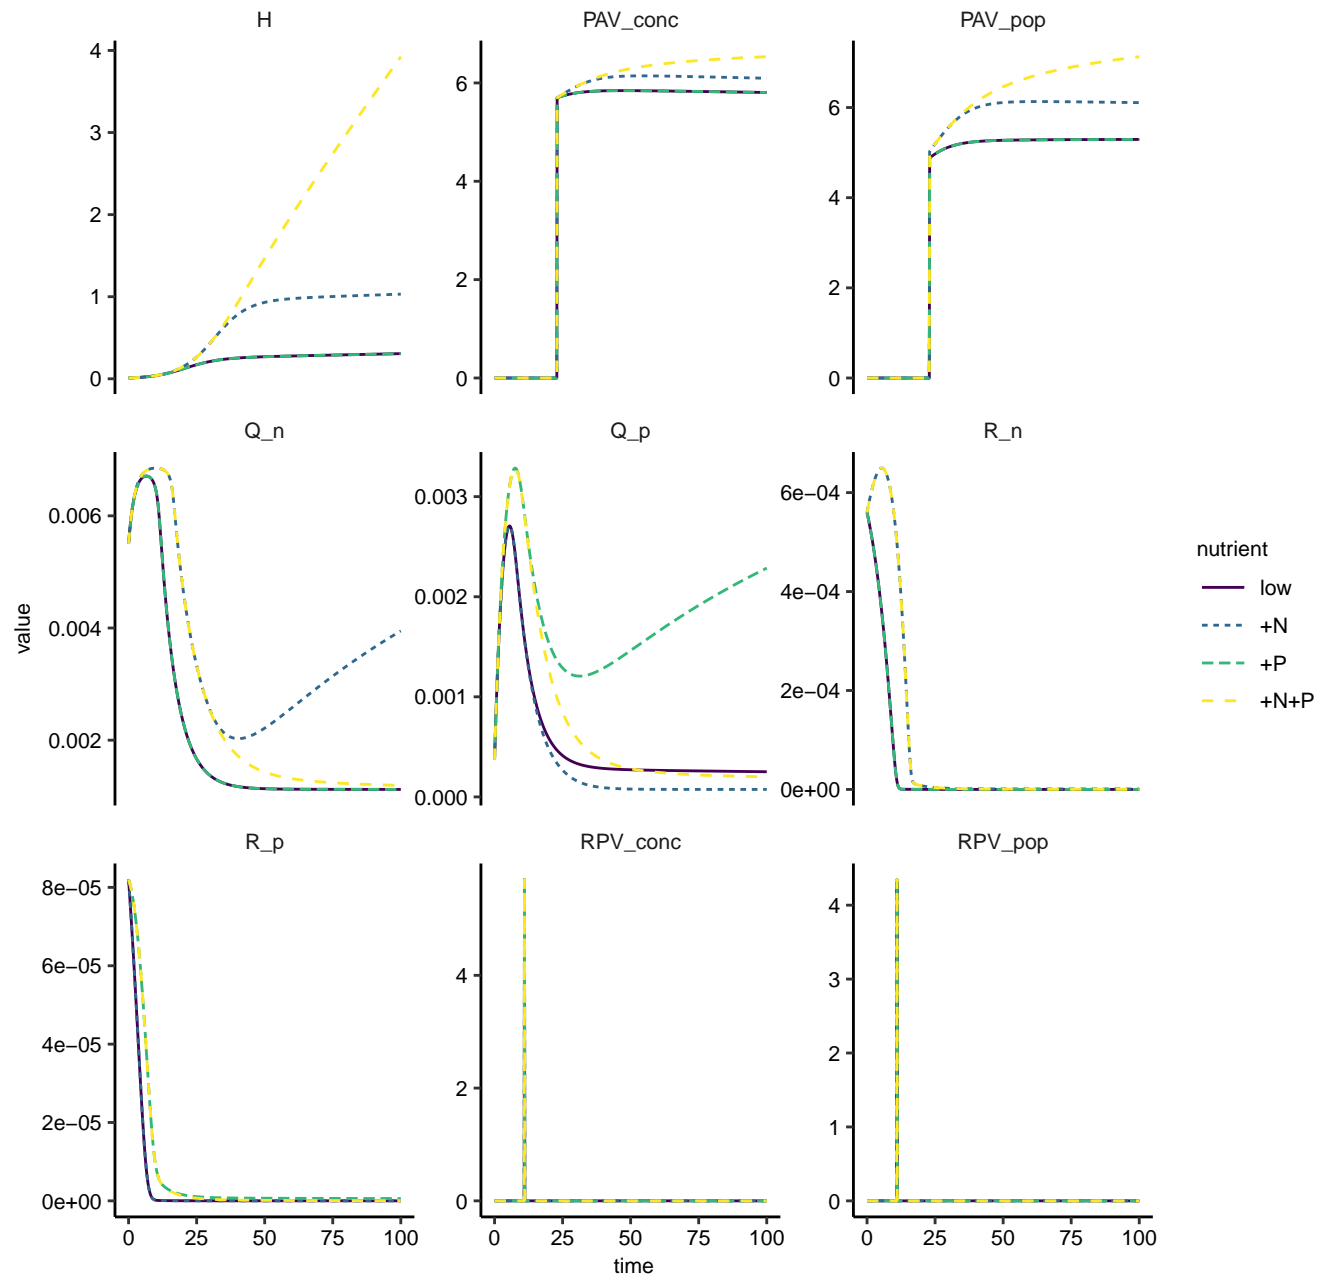 H
PAV_conc
PAV_pop
4
3
2
1
0
6
4
2
0
6
4
2
0
Q_n
Q_p
R_n
0.006
0.004
0.002
0.003
0.002
0.001
0.000
6e−04
4e−04
2e−04
0e+00
value
nutrient
low
+N
+P
+N+P
R_p
RPV_conc
RPV_pop
8e−05
6e−05
4e−05
2e−05
0e+00
4
2
0
4
3
2
1
0
0 25 50 75 100
0 25 50 75 100
0 25 50 75 100
time